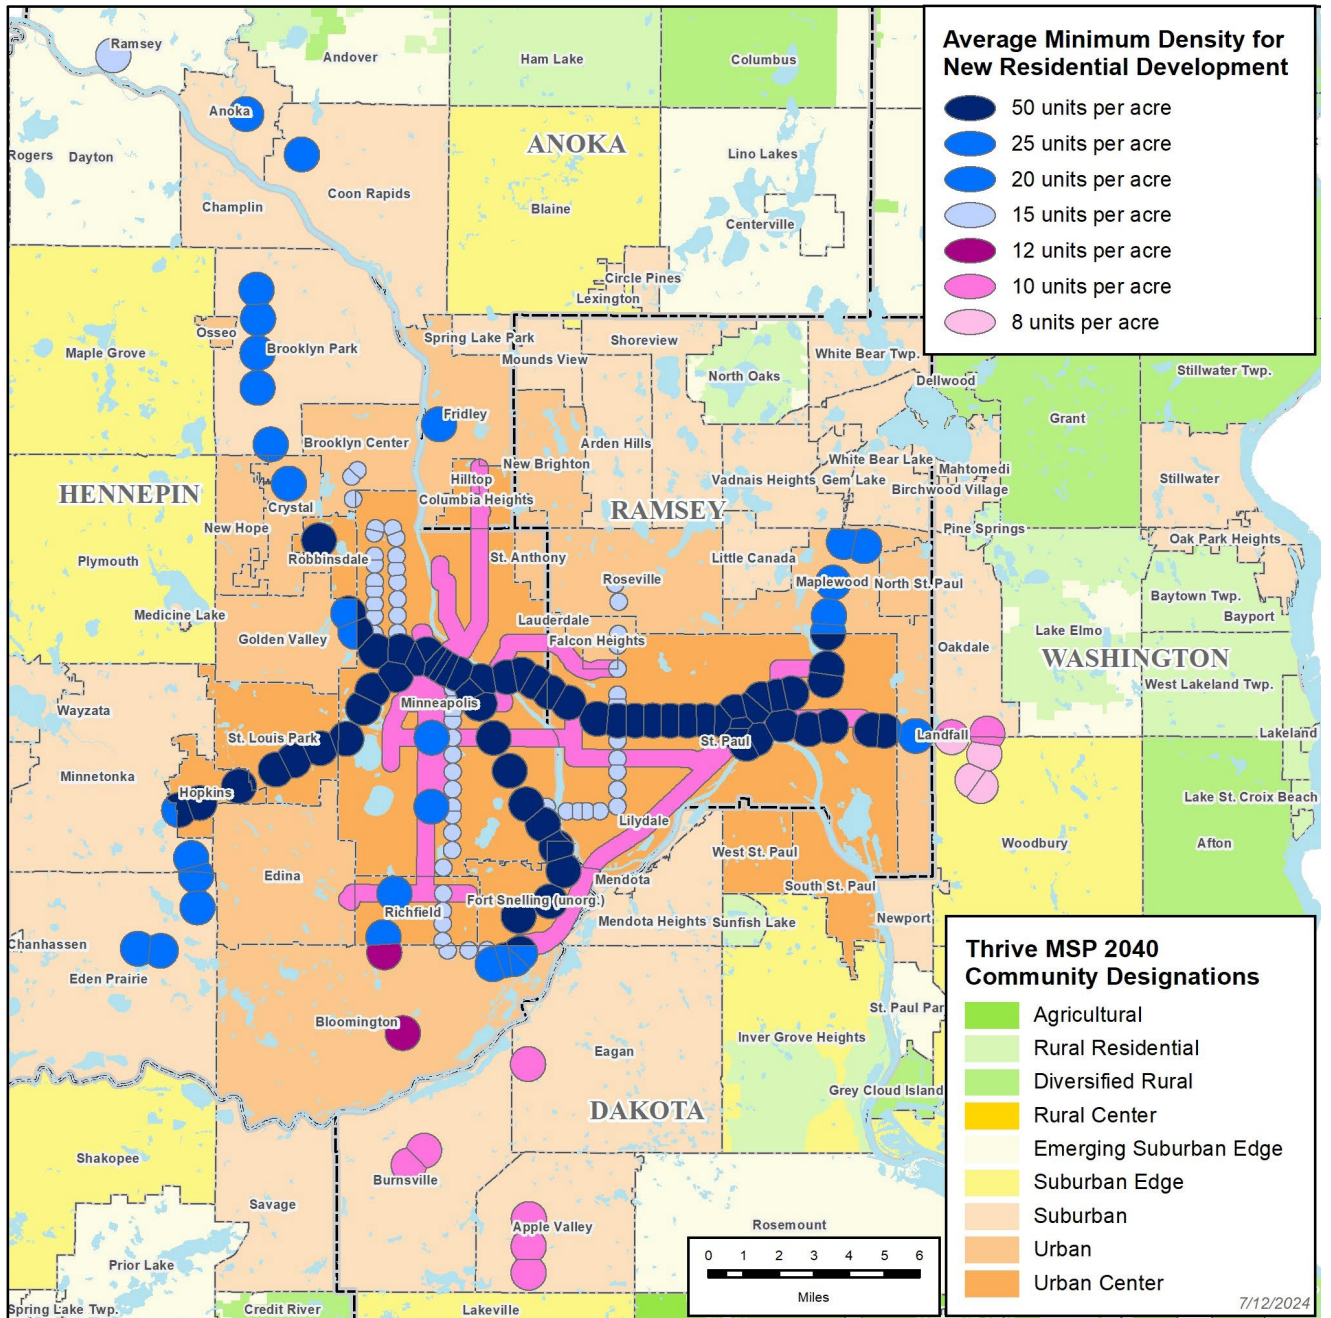 Average Minimum Density for
New Residential Development
50 units per acre
25 units per acre
20 units per acre
15 units per acre
12 units per acre
10 units per acre
8 units per acre
Ramsey
Andover
Ham Lake
Columbus
Anoka
ANOKA
Rogers
Dayton
Lino Lakes
Coon Rapids
Champlin
Blaine
Centerville
Circle Pines
Lexington
Osseo
Brooklyn Park
Spring Lake Park
Shoreview
Maple Grove
Mounds View
White Bear Twp.
North Oaks
Dellwood
Stillwater Twp.
Fridley
Grant
Brooklyn Center
Arden Hills
New Brighton
White Bear Lake
Mahtomedi
Hilltop
Vadnais Heights
Gem Lake
Stillwater
HENNEPIN
Columbia Heights
Birchwood Village
Crystal
RAMSEY
New Hope
Pine Springs
Oak Park Heights
Plymouth
Robbinsdale
St. Anthony
Little Canada
Roseville
Maplewood
North St. Paul
Baytown Twp.
Medicine Lake
Bayport
Lauderdale
Lake Elmo
Golden Valley
Falcon Heights
Oakdale
WASHINGTON
West Lakeland Twp.
Wayzata
Minneapolis
St. Louis Park
St. Paul
Landfall
Lakeland
Minnetonka
Hopkins
Lake St. Croix Beach
Lilydale
Woodbury
Afton
West St. Paul
Edina
Mendota
South St. Paul
Fort Snelling (unorg.)
Richfield
Mendota Heights
Sunfish Lake
Newport
Chanhassen
Eden Prairie
St. Paul Par
Bloomington
Inver Grove Heights
Eagan
Grey Cloud Island
DAKOTA
Shakopee
Burnsville
Savage
Apple Valley
Rosemount
Prior Lake
Spring Lake Twp.
Credit River
Lakeville
0 1 2 3 4 5 6
Miles
Thrive MSP 2040
Community Designations
Agricultural
Rural Residential
Diversified Rural
Rural Center
Emerging Suburban Edge
Suburban Edge
Suburban
Urban
Urban Center
7/12/2024